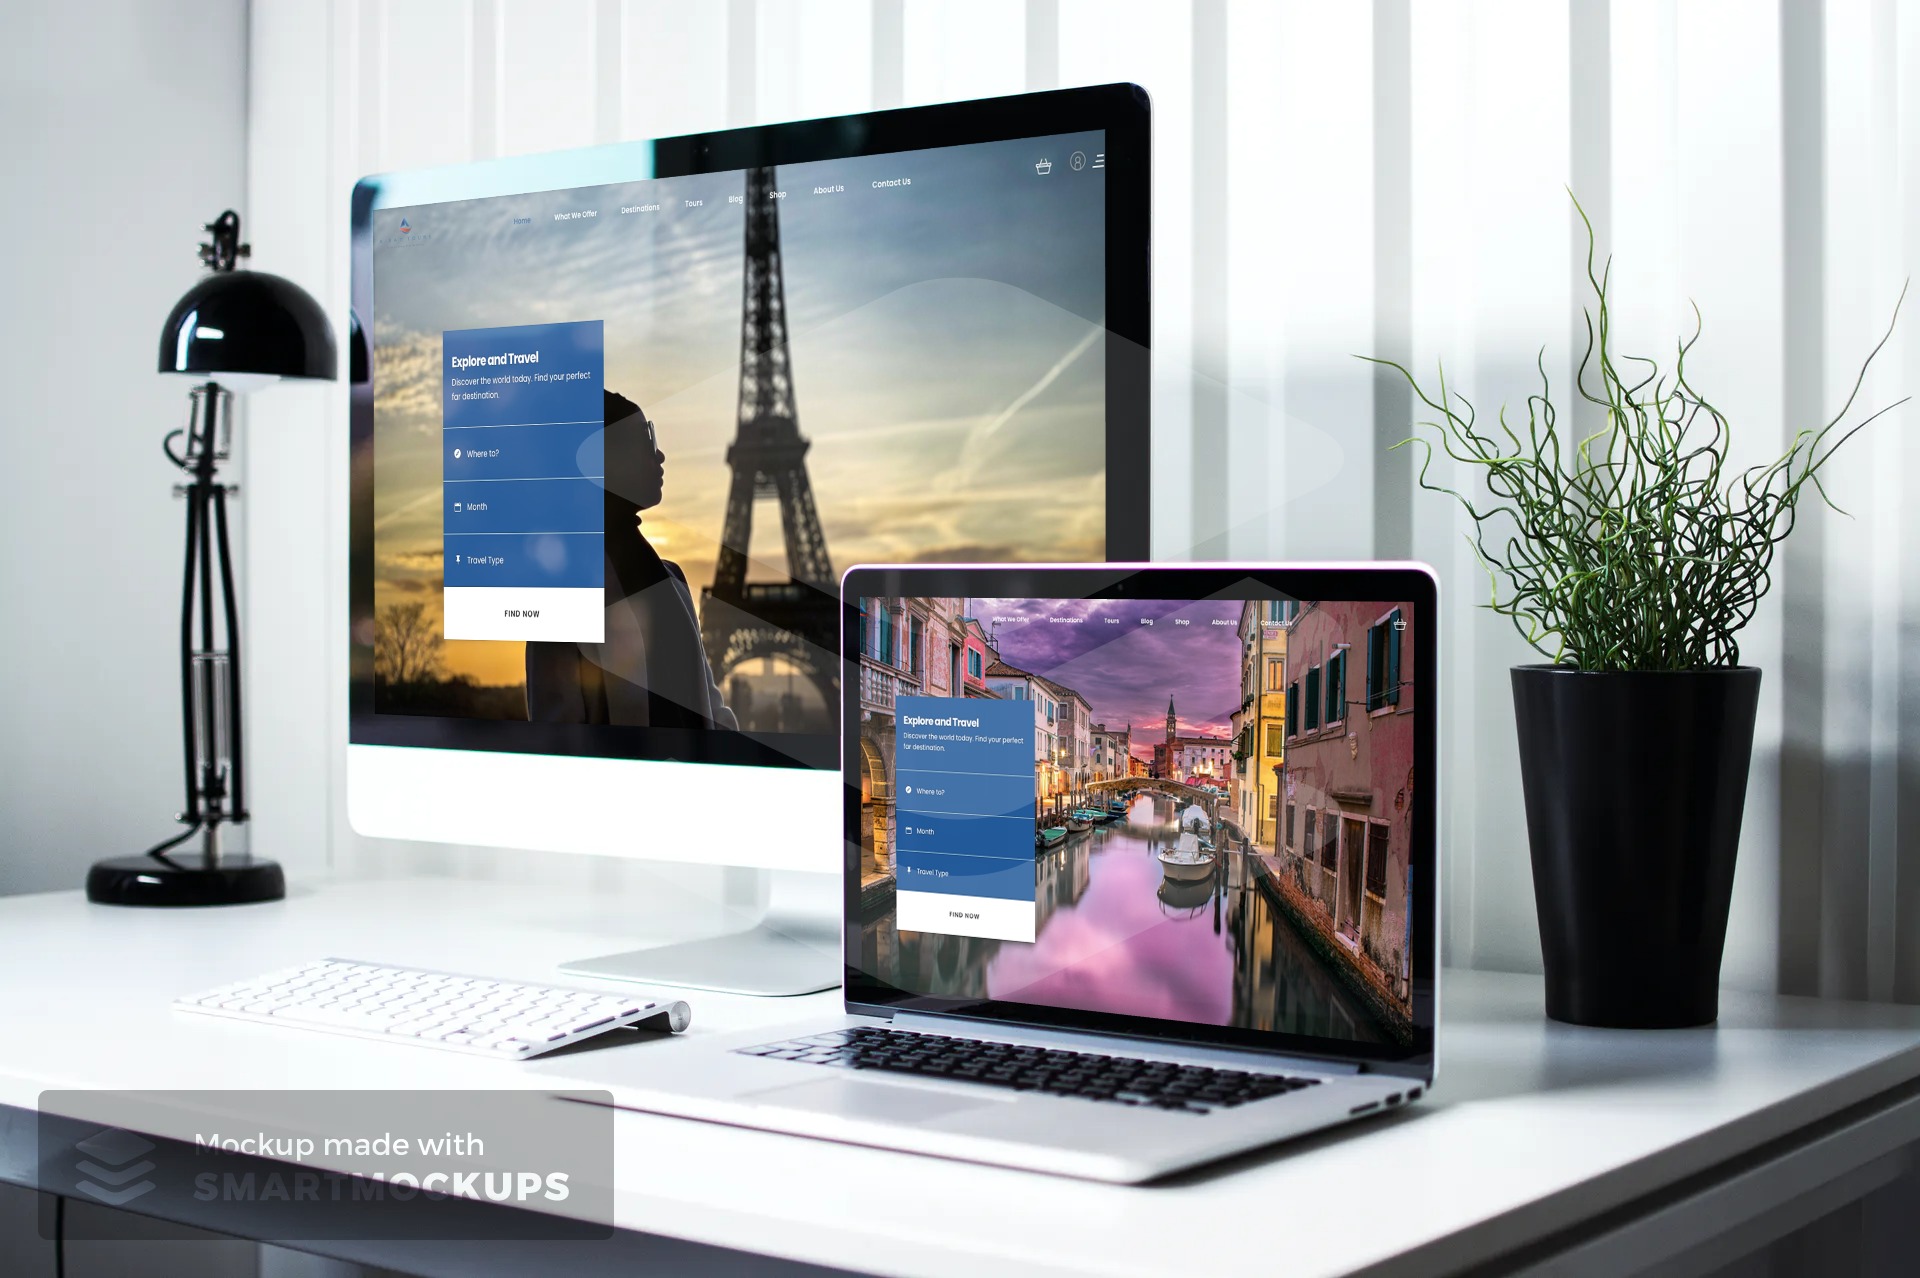 Home
What We Offer
Destinations
Tours
Blog
Shop
About Us
Contact Us
Explore and Travel
Discover the world today. Find your perfect
for destination.
Where to?
Month
Travel Type
FIND NOW
What We Offer
Destinations
Tours
Blog
Shop
About Us
Contact Us
Explore and Travel
Discover the world today. Find your perfect
for destination.
Where to?
Month
Travel Type
FIND NOW
Mockup made with
SMARTMOCKUPS